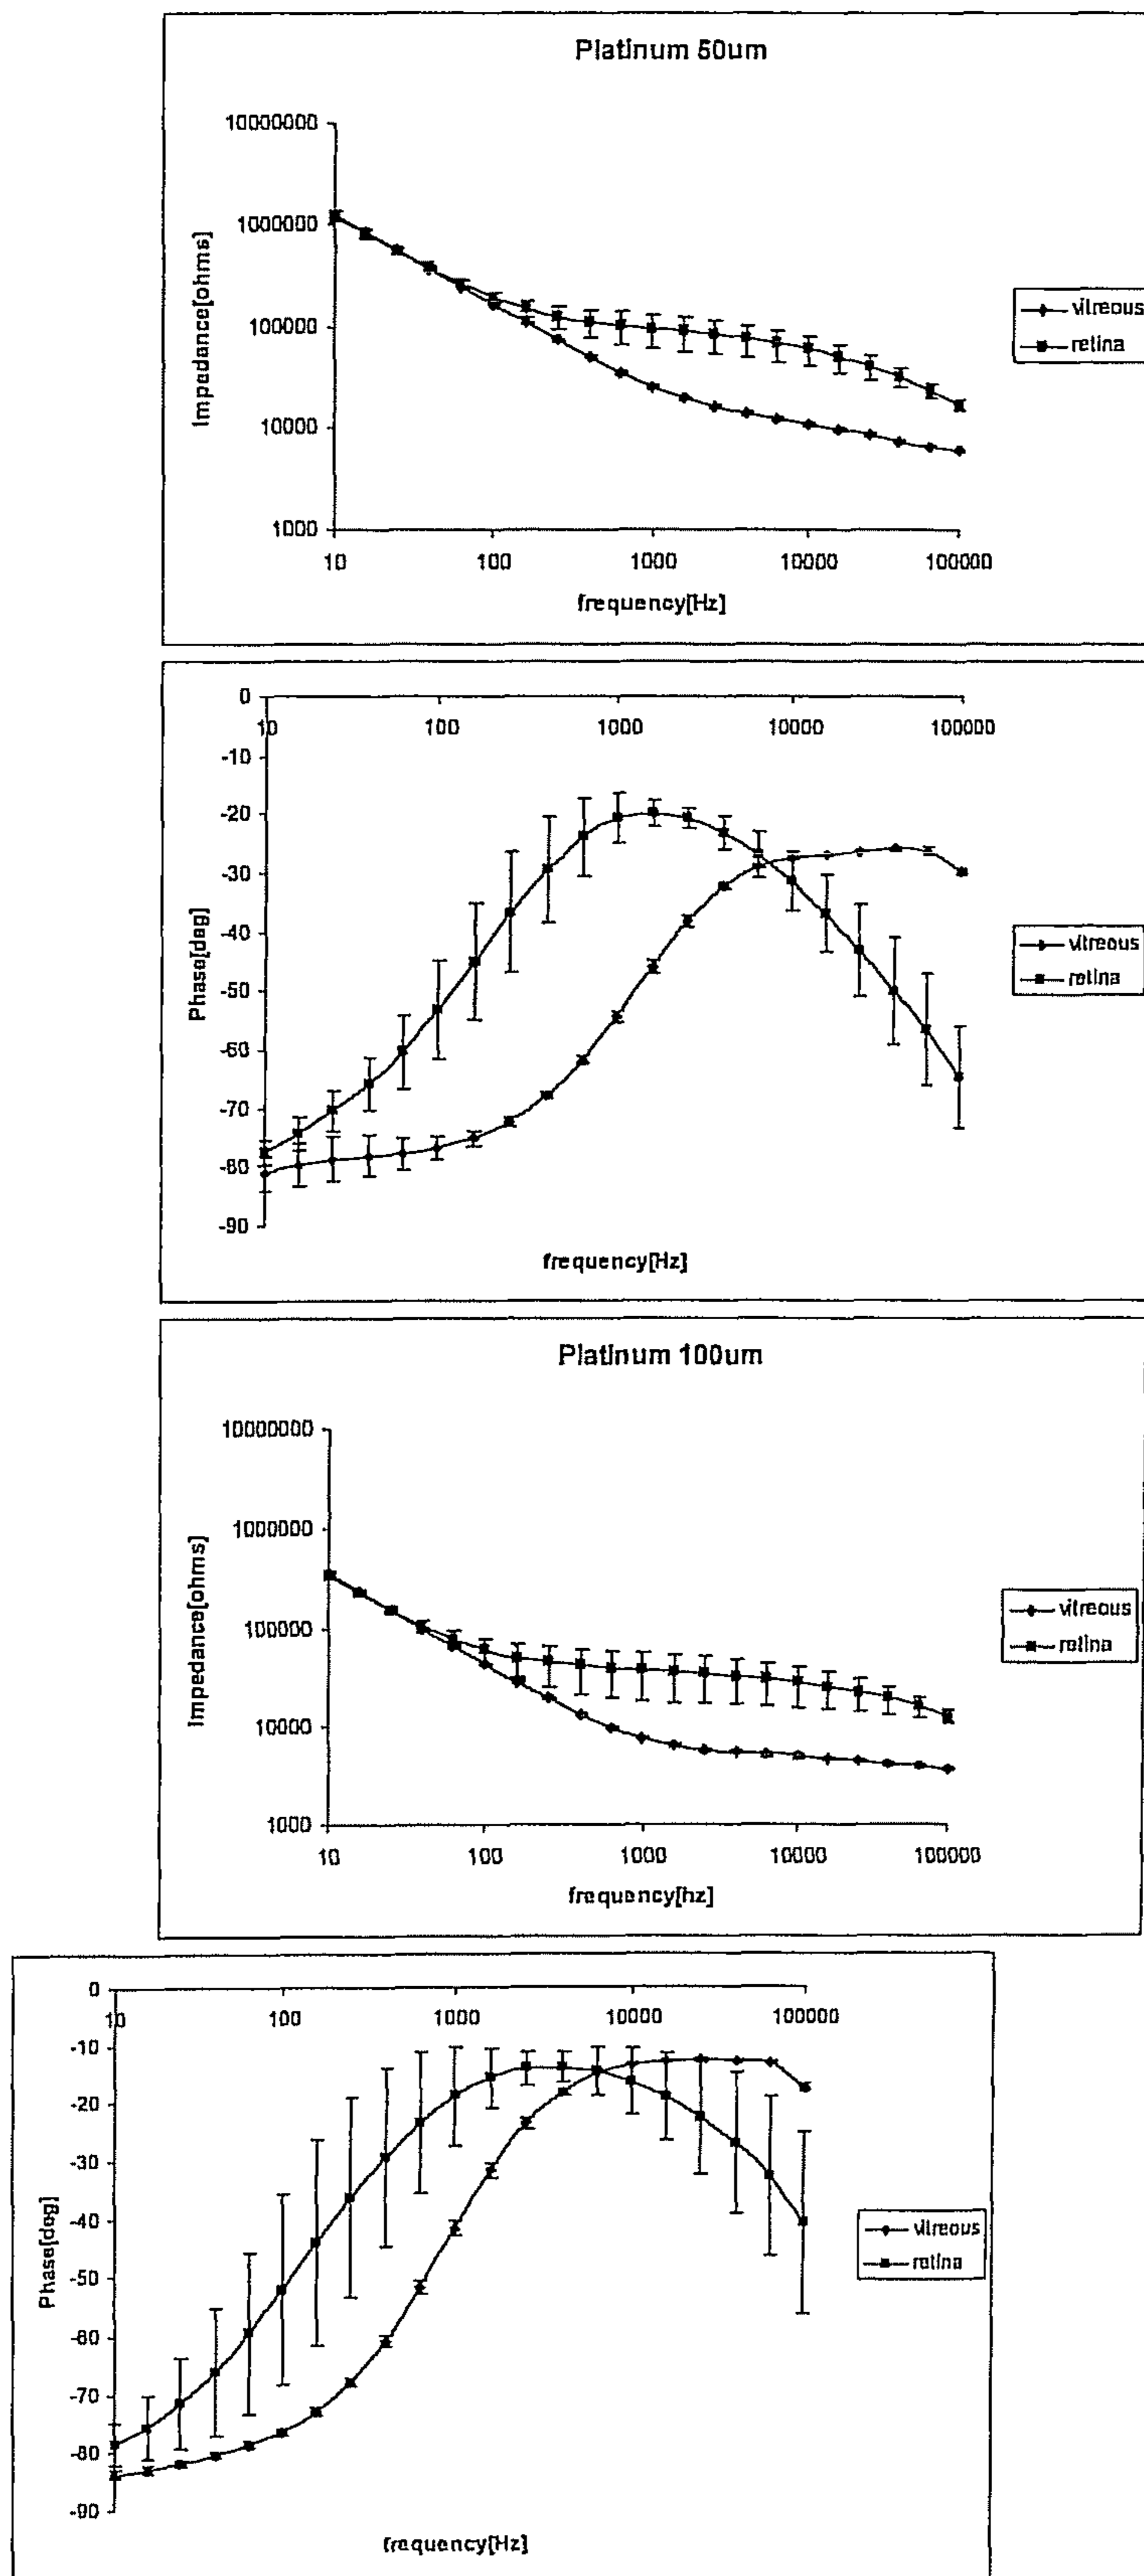 Platinum 50um
10000000
1000000
100000
10000
1000
Impedance[ohms]
10 100 1000 10000 100000
frequency[Hz]
vitreous
retina
0
10 100 1000 10000 100000
-10
-20
-30
-40
-50
-60
-70
-80
-90
Phase[deg]
frequency[Hz]
vitreous
retina
Platinum 100um
10000000
1000000
100000
10000
1000
Impedance[ohms]
10 100 1000 10000 100000
frequency[hz]
vitreous
retina
0
10 100 1000 10000 100000
-10
-20
-30
-40
-50
-60
-70
-80
-90
Phase[deg]
frequency[Hz]
vitreous
retina